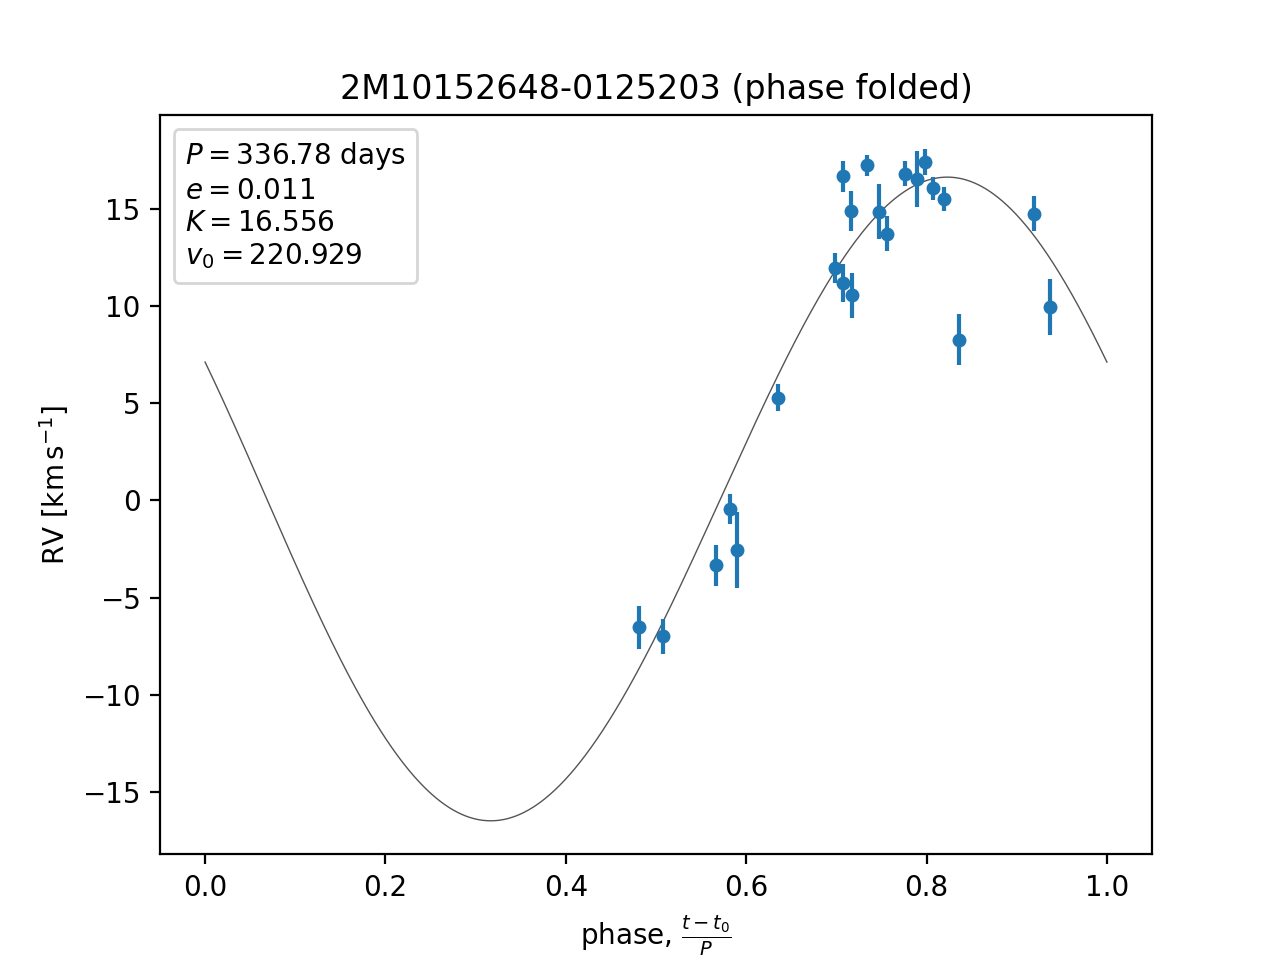 2M10152648-0125203 (phase folded)
P = 336.78 days
e = 0.011
K = 16.556
v₀ = 220.929
RV [km s⁻¹]
15
10
5
0
−5
−10
−15
0.0 0.2 0.4 0.6 0.8 1.0
phase, (t − t₀)/P